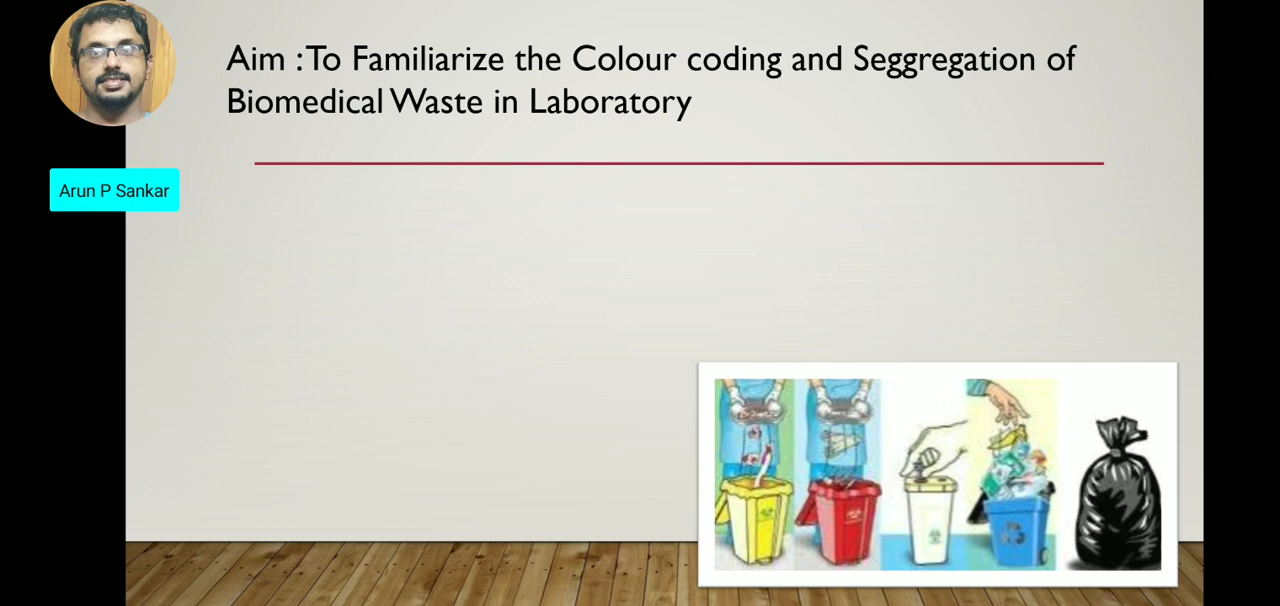 Aim : To Familiarize the Colour coding and Seggregation of
Biomedical Waste in Laboratory
Arun P Sankar